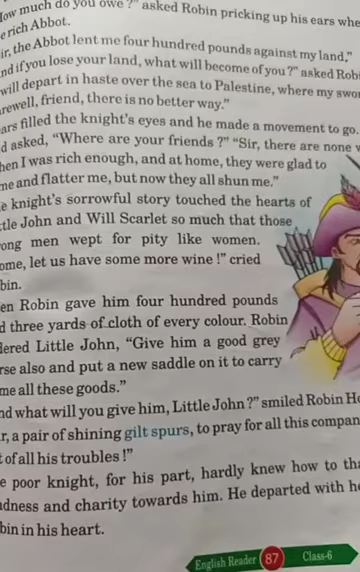 How much do you owe ?" asked Robin pricking up his ears whe
e rich Abbot.
ir, the Abbot lent me four hundred pounds against my land,"
nd if you lose your land, what will become of you ?" asked Rob
will depart in haste over the sea to Palestine, where my swo
rewell, friend, there is no better way."
ars filled the knight's eyes and he made a movement to go.
d asked, "Where are your friends ?" "Sir, there are none w
hen I was rich enough, and at home, they were glad to
me and flatter me, but now they all shun me."
e knight's sorrowful story touched the hearts of
tle John and Will Scarlet so much that those
ong men wept for pity like women.
ome, let us have some more wine !" cried
bin.
en Robin gave him four hundred pounds
d three yards of cloth of every colour. Robin
dered Little John, "Give him a good grey
rse also and put a new saddle on it to carry
me all these goods."
nd what will you give him, Little John ?" smiled Robin Ho
r, a pair of shining gilt spurs, to pray for all this compan
t of all his troubles !"
e poor knight, for his part, hardly knew how to tha
ndness and charity towards him. He departed with he
bin in his heart.
English Reader 87 Class-6